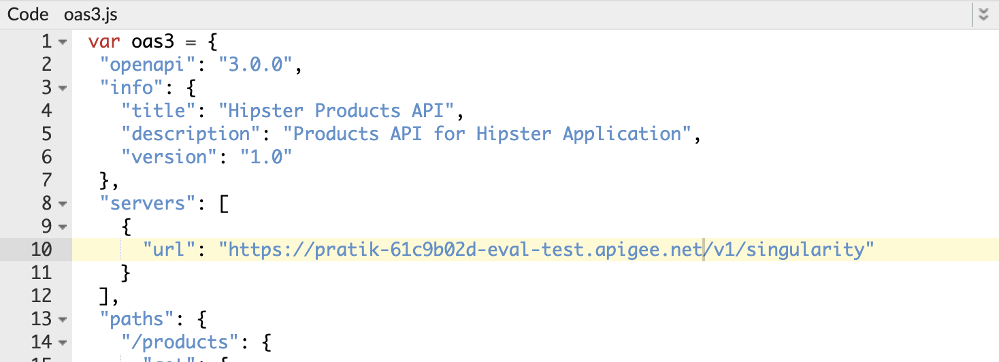 Code oas3.js
1 var oas3 = {
2 "openapi": "3.0.0",
3 "info": {
4 "title": "Hipster Products API",
5 "description": "Products API for Hipster Application",
6 "version": "1.0"
7 },
8 "servers": [
9 {
10 "url": "https://pratik-61c9b02d-eval-test.apigee.net/v1/singularity"
11 }
12 ],
13 "paths": {
14 "/products": {